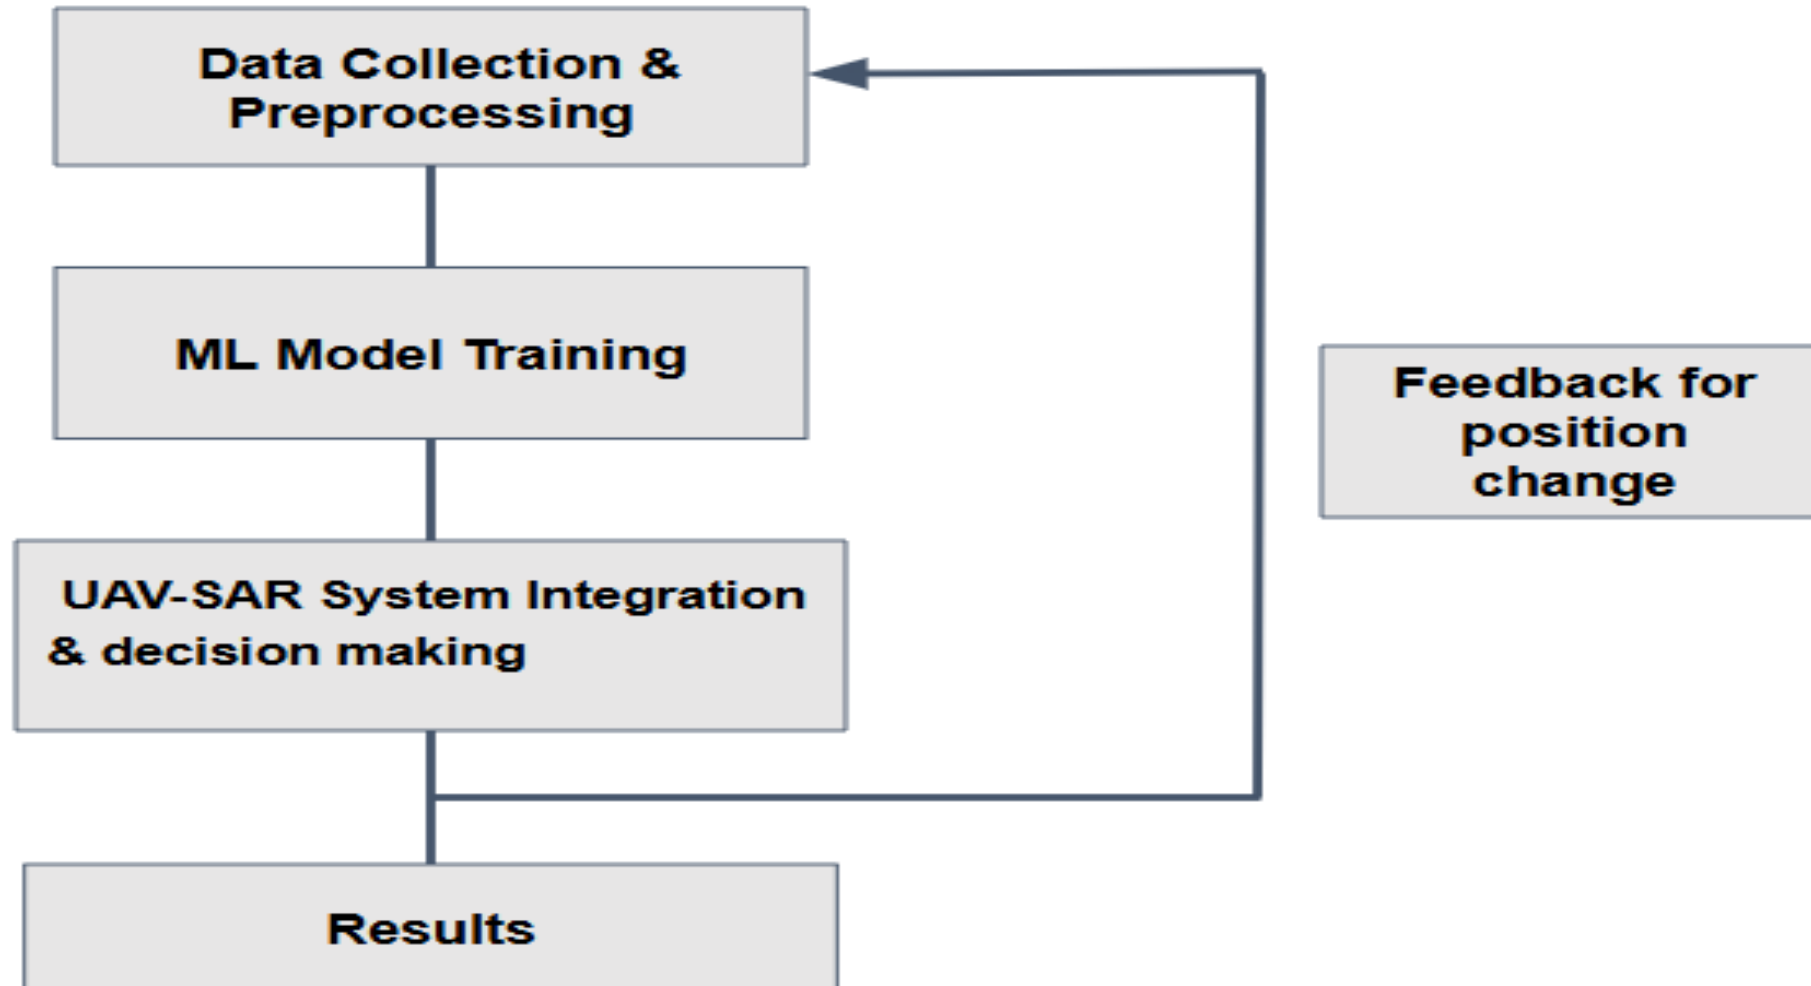 Data Collection &
Preprocessing
ML Model Training
Feedback for
position
change
UAV-SAR System Integration
& decision making
Results